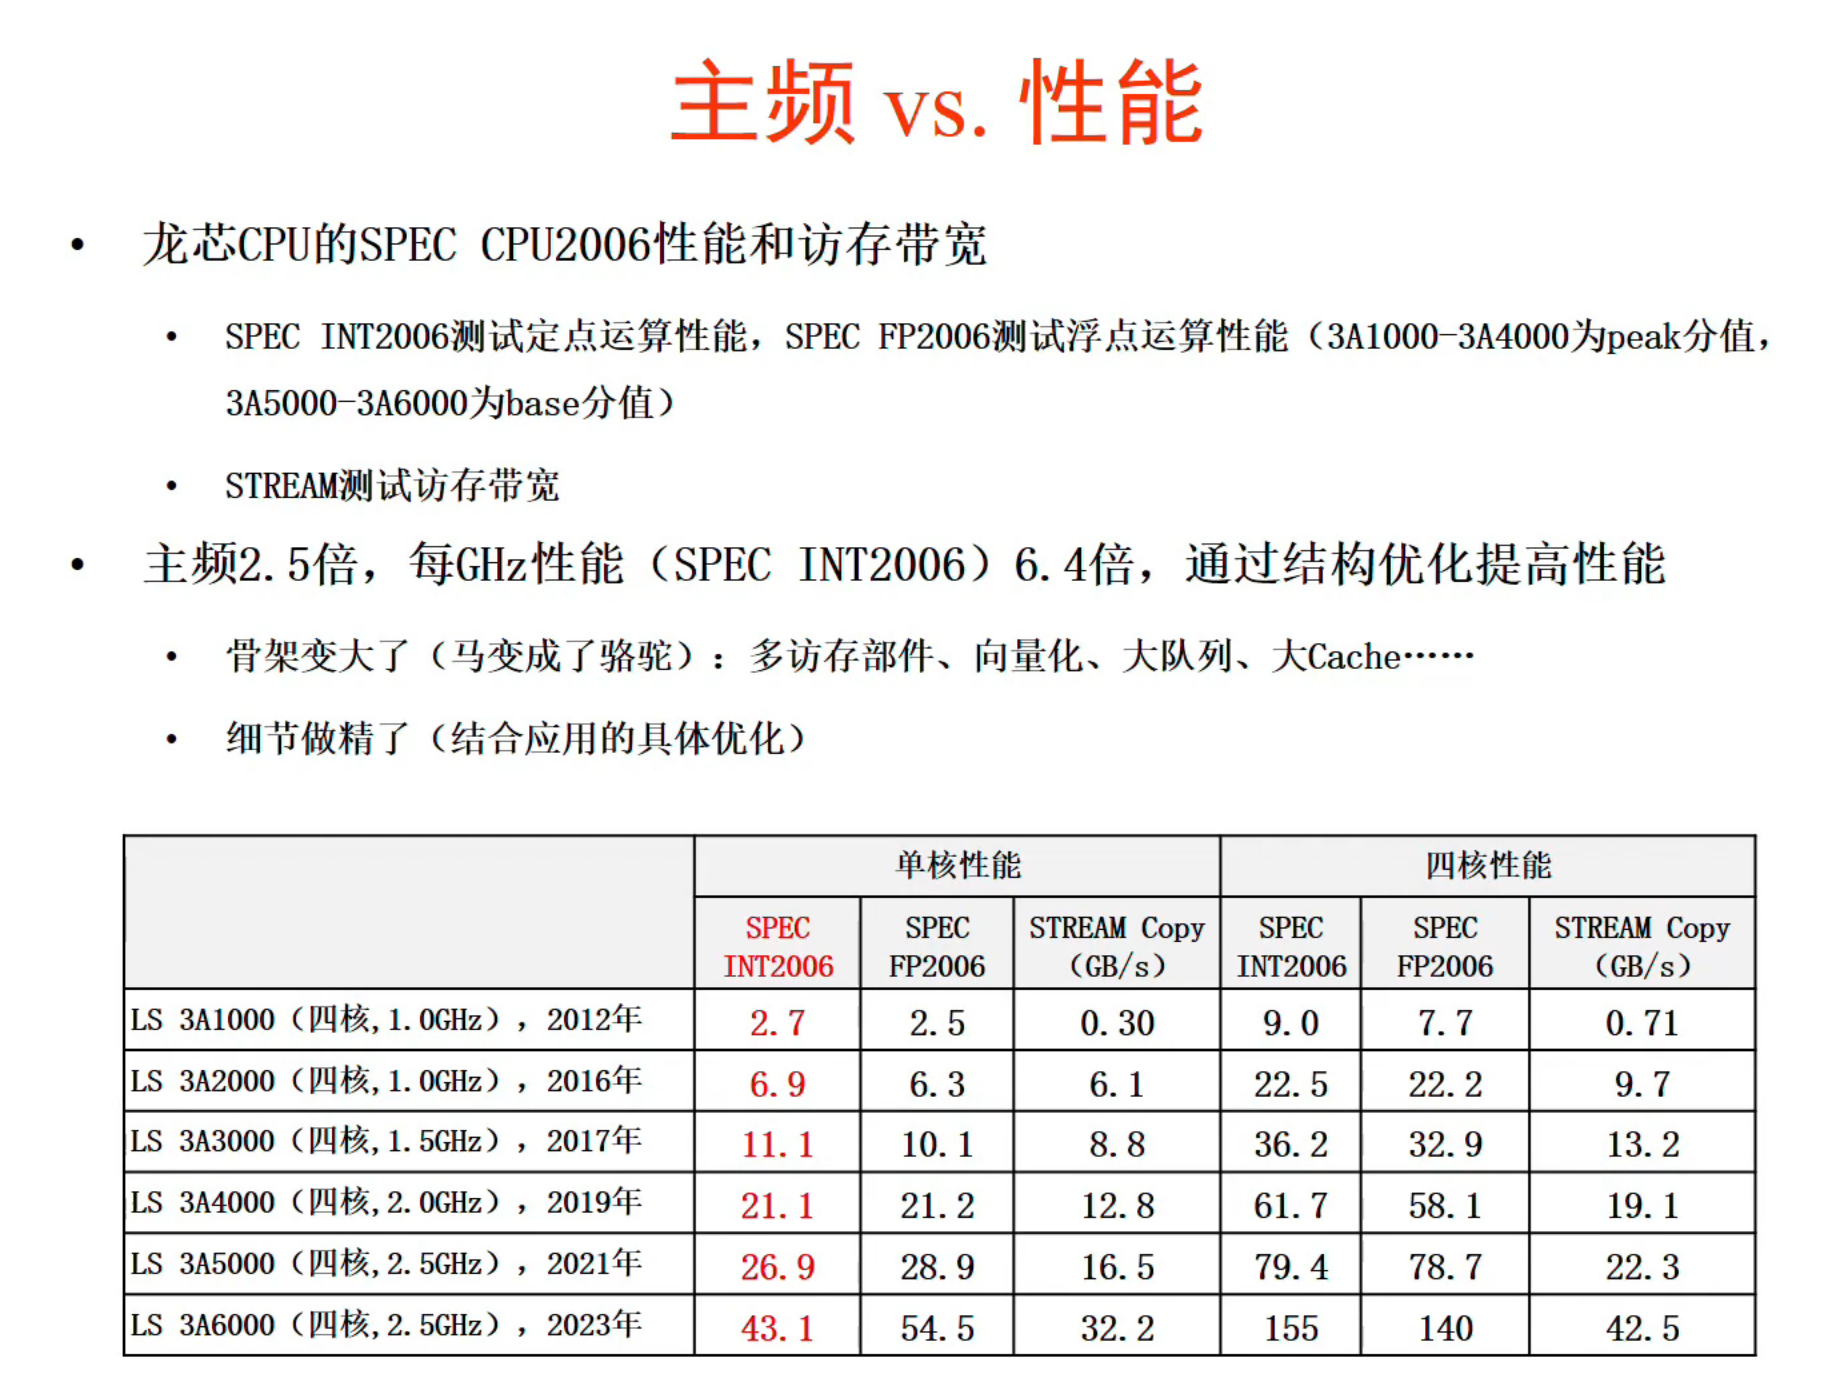 主频 vs. 性能
• 龙芯CPU的SPEC CPU2006性能和访存带宽
• SPEC INT2006测试定点运算性能，SPEC FP2006测试浮点运算性能（3A1000-3A4000为peak分值，
3A5000-3A6000为base分值）
• STREAM测试访存带宽
• 主频2.5倍，每GHz性能（SPEC INT2006）6.4倍，通过结构优化提高性能
• 骨架变大了（马变成了骆驼）：多访存部件、向量化、大队列、大Cache……
• 细节做精了（结合应用的具体优化）
单核性能 四核性能
SPEC SPEC STREAM Copy SPEC SPEC STREAM Copy
INT2006 FP2006 （GB/s） INT2006 FP2006 （GB/s）
LS 3A1000（四核,1.0GHz），2012年 2.7 2.5 0.30 9.0 7.7 0.71
LS 3A2000（四核,1.0GHz），2016年 6.9 6.3 6.1 22.5 22.2 9.7
LS 3A3000（四核,1.5GHz），2017年 11.1 10.1 8.8 36.2 32.9 13.2
LS 3A4000（四核,2.0GHz），2019年 21.1 21.2 12.8 61.7 58.1 19.1
LS 3A5000（四核,2.5GHz），2021年 26.9 28.9 16.5 79.4 78.7 22.3
LS 3A6000（四核,2.5GHz），2023年 43.1 54.5 32.2 155 140 42.5